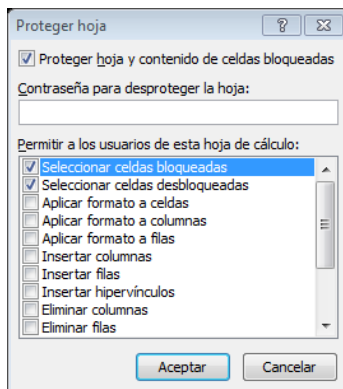 Proteger hoja
Proteger hoja y contenido de celdas bloqueadas
Contraseña para desproteger la hoja:
Permitir a los usuarios de esta hoja de cálculo:
Seleccionar celdas bloqueadas
Seleccionar celdas desbloqueadas
Aplicar formato a celdas
Aplicar formato a columnas
Aplicar formato a filas
Insertar columnas
Insertar filas
Insertar hipervínculos
Eliminar columnas
Eliminar filas
Aceptar Cancelar